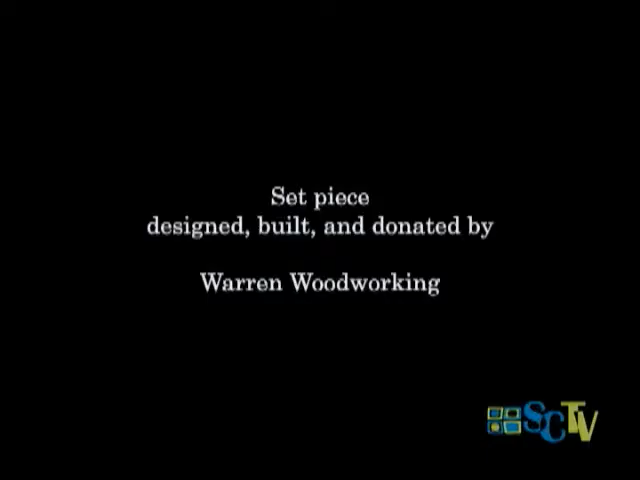 Set piece
designed, built, and donated by
Warren Woodworking
SCTV